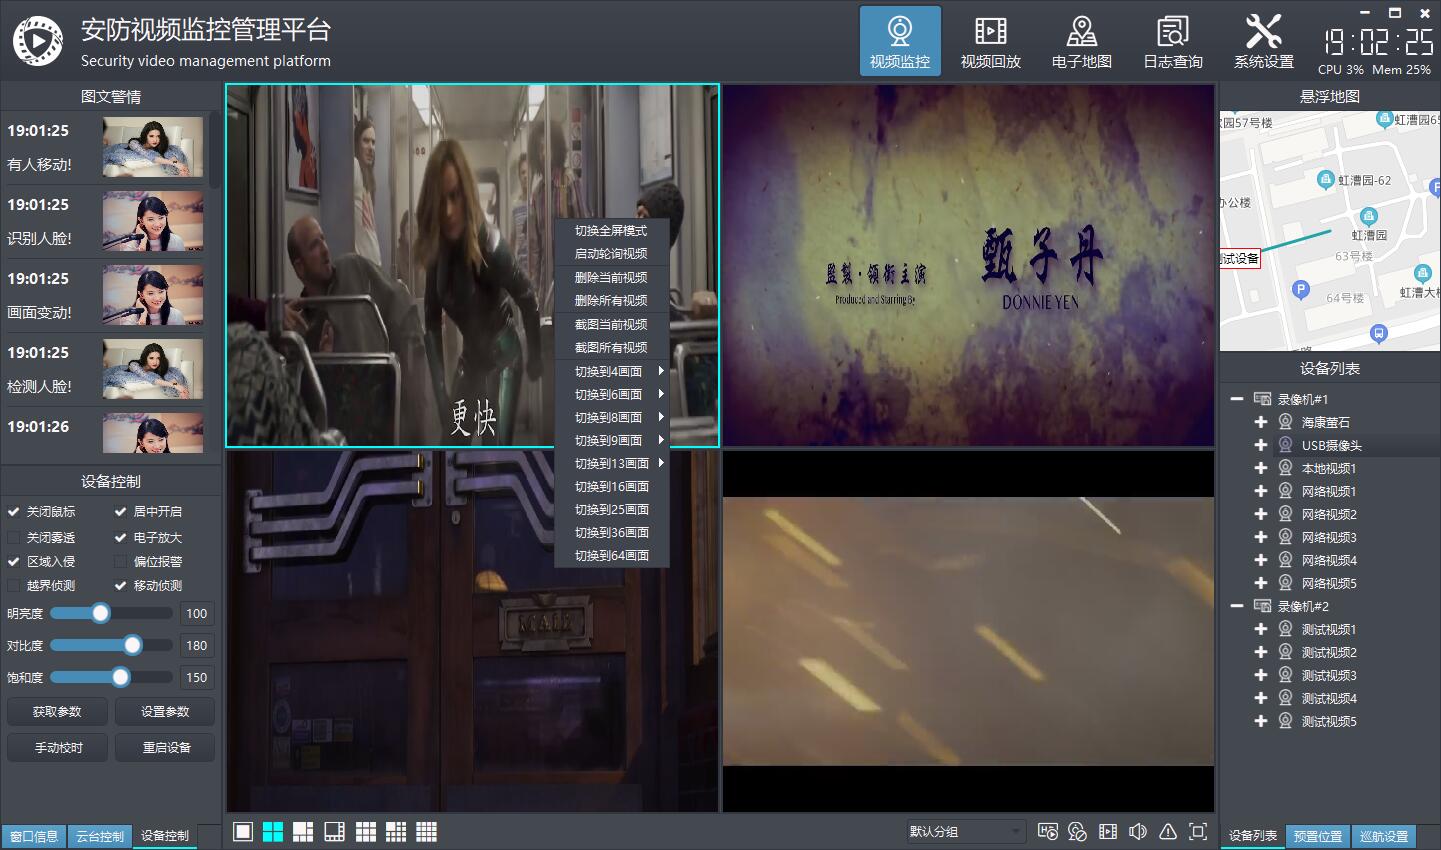 安防视频监控管理平台
Security video management platform
视频监控
视频回放
电子地图
日志查询
系统设置
19:02:25
CPU 3% Mem 25%
图文警情
19:01:25
有人移动!
19:01:25
识别人脸!
19:01:25
画面变动!
19:01:25
检测人脸!
19:01:26
设备控制
关闭鼠标
居中开启
关闭雾透
电子放大
区域入侵
偏位报警
越界侦测
移动侦测
明亮度
100
对比度
180
饱和度
150
获取参数
设置参数
手动校时
重启设备
窗口信息
云台控制
设备控制
更快
切换全屏模式
启动轮询视频
删除当前视频
删除所有视频
截图当前视频
截图所有视频
切换到4画面
切换到6画面
切换到8画面
切换到9画面
切换到13画面
切换到16画面
切换到25画面
切换到36画面
切换到64画面
監製·領銜主演
Produced and Starring By
甄子丹
DONNIE YEN
MAIL
默认分组
悬浮地图
园57号楼
虹漕园65
虹漕园-62
P
办公楼
虹漕园
63号楼
测试设备
P
64号楼
虹漕大楼
设备列表
录像机#1
海康萤石
USB摄像头
本地视频1
网络视频1
网络视频2
网络视频3
网络视频4
网络视频5
录像机#2
测试视频1
测试视频2
测试视频3
测试视频4
测试视频5
设备列表
预置位置
巡航设置